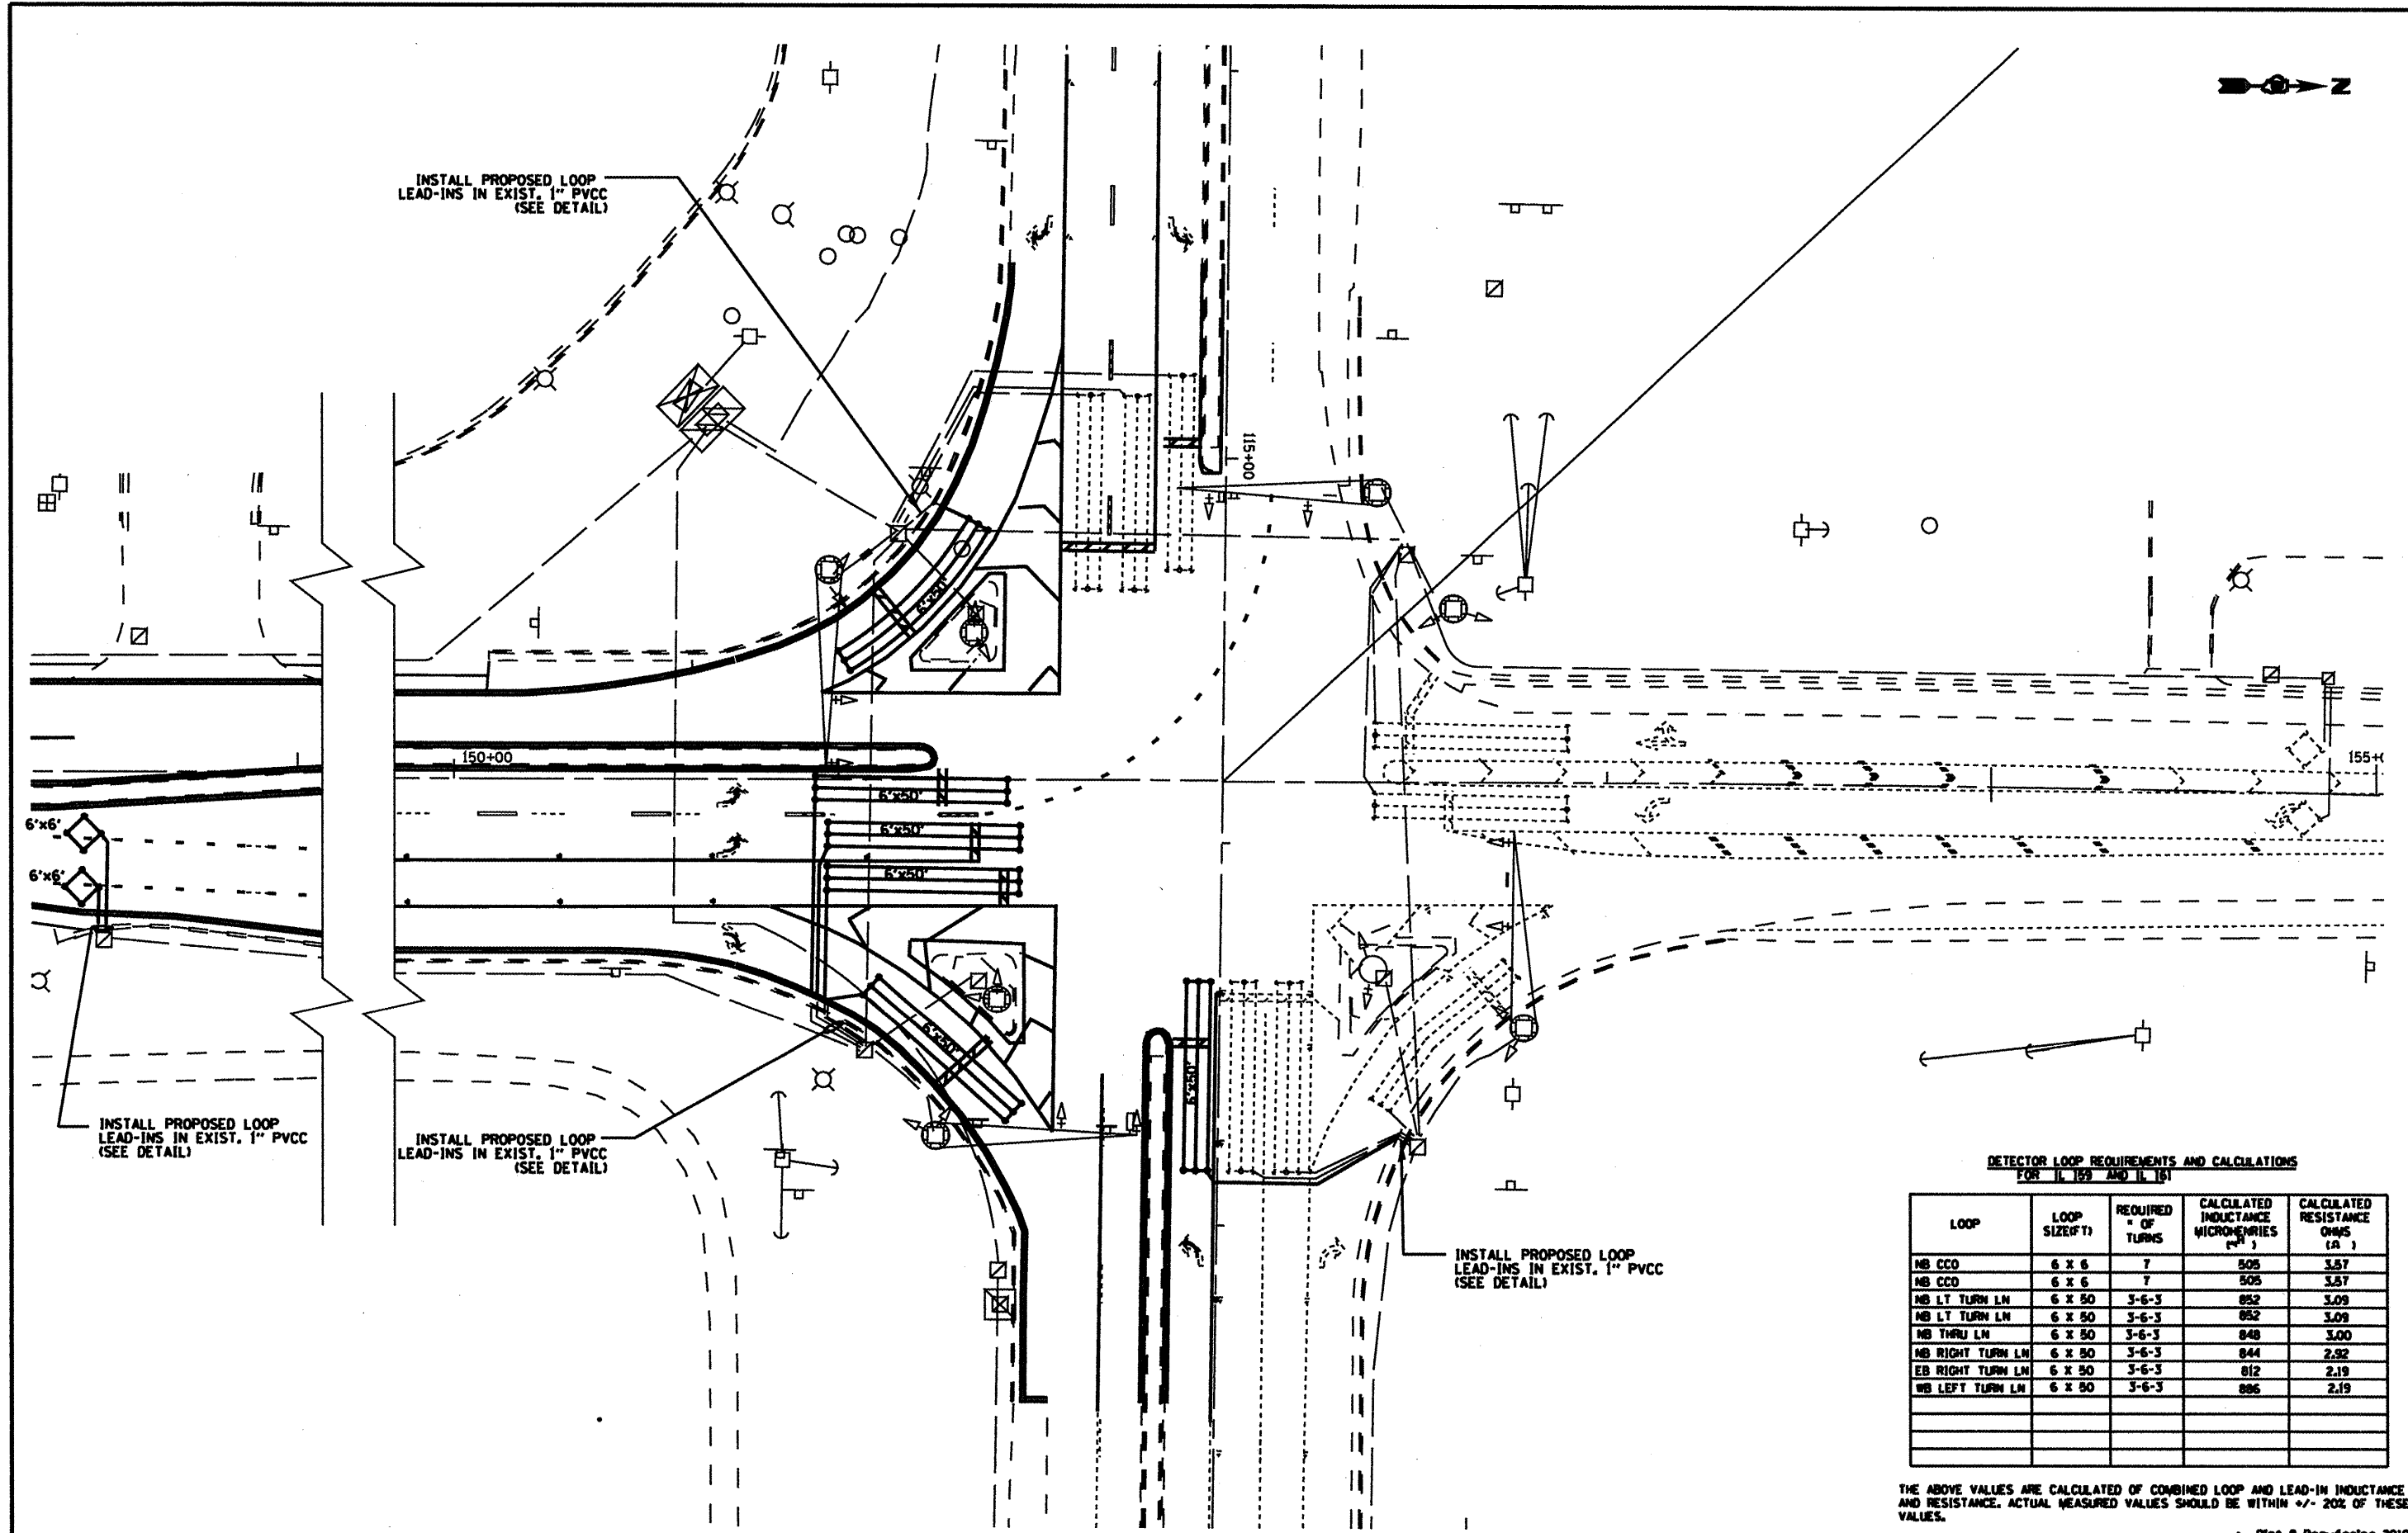 N
INSTALL PROPOSED LOOP
LEAD-INS IN EXIST. 1" PVCC
(SEE DETAIL)
115+00
6'x50'
150+00
155+
6'x50'
6'x50'
6'x50'
6'x6'
6'x6'
6'x50'
6'x50'
INSTALL PROPOSED LOOP
LEAD-INS IN EXIST. 1" PVCC
(SEE DETAIL)
INSTALL PROPOSED LOOP
LEAD-INS IN EXIST. 1" PVCC
(SEE DETAIL)
INSTALL PROPOSED LOOP
LEAD-INS IN EXIST. 1" PVCC
(SEE DETAIL)
DETECTOR LOOP REQUIREMENTS AND CALCULATIONS
FOR IL 159 AND IL 161
LOOP LOOP SIZE(FT) REQUIRED # OF TURNS CALCULATED INDUCTANCE MICROHENRIES CALCULATED RESISTANCE OHMS
NB CCO 6 X 6 7 505 3.57
NB CCO 6 X 6 7 505 3.57
NB LT TURN LN 6 X 50 3-6-3 852 3.09
NB LT TURN LN 6 X 50 3-6-3 852 3.09
NB THRU LN 6 X 50 3-6-3 848 3.00
NB RIGHT TURN LN 6 X 50 3-6-3 844 2.92
EB RIGHT TURN LN 6 X 50 3-6-3 812 2.19
WB LEFT TURN LN 6 X 50 3-6-3 886 2.19
THE ABOVE VALUES ARE CALCULATED OF COMBINED LOOP AND LEAD-IN INDUCTANCE
AND RESISTANCE. ACTUAL MEASURED VALUES SHOULD BE WITHIN +/- 20% OF THESE
VALUES.